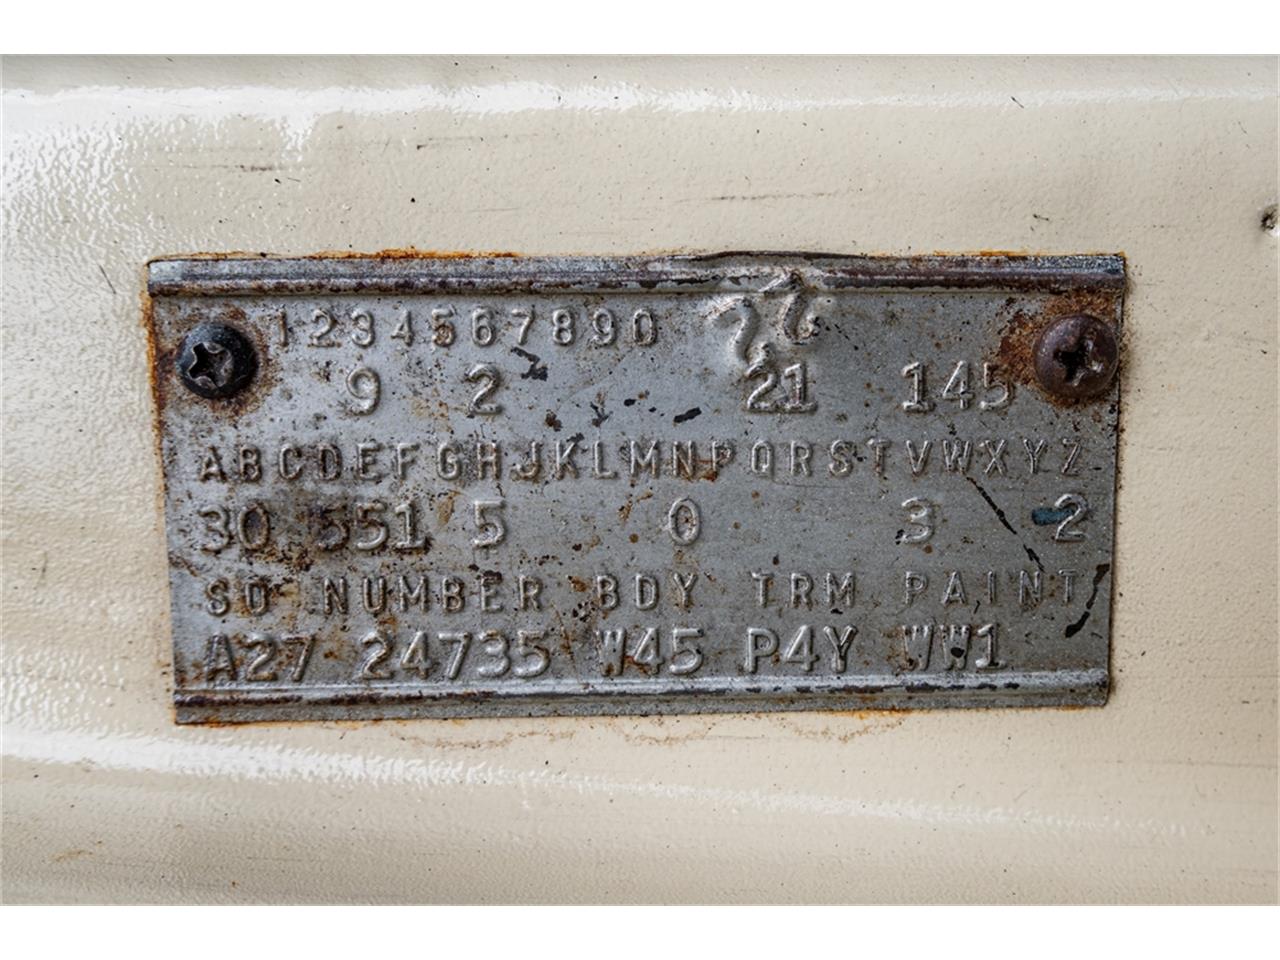 1234567890
9 2 21 145
ABCDEFGHJKLMNPQRSTVWXYZ
30 551 5 0 3 2
SO NUMBER BDY TRM PAINT
A27 24735 W45 P4Y WW1